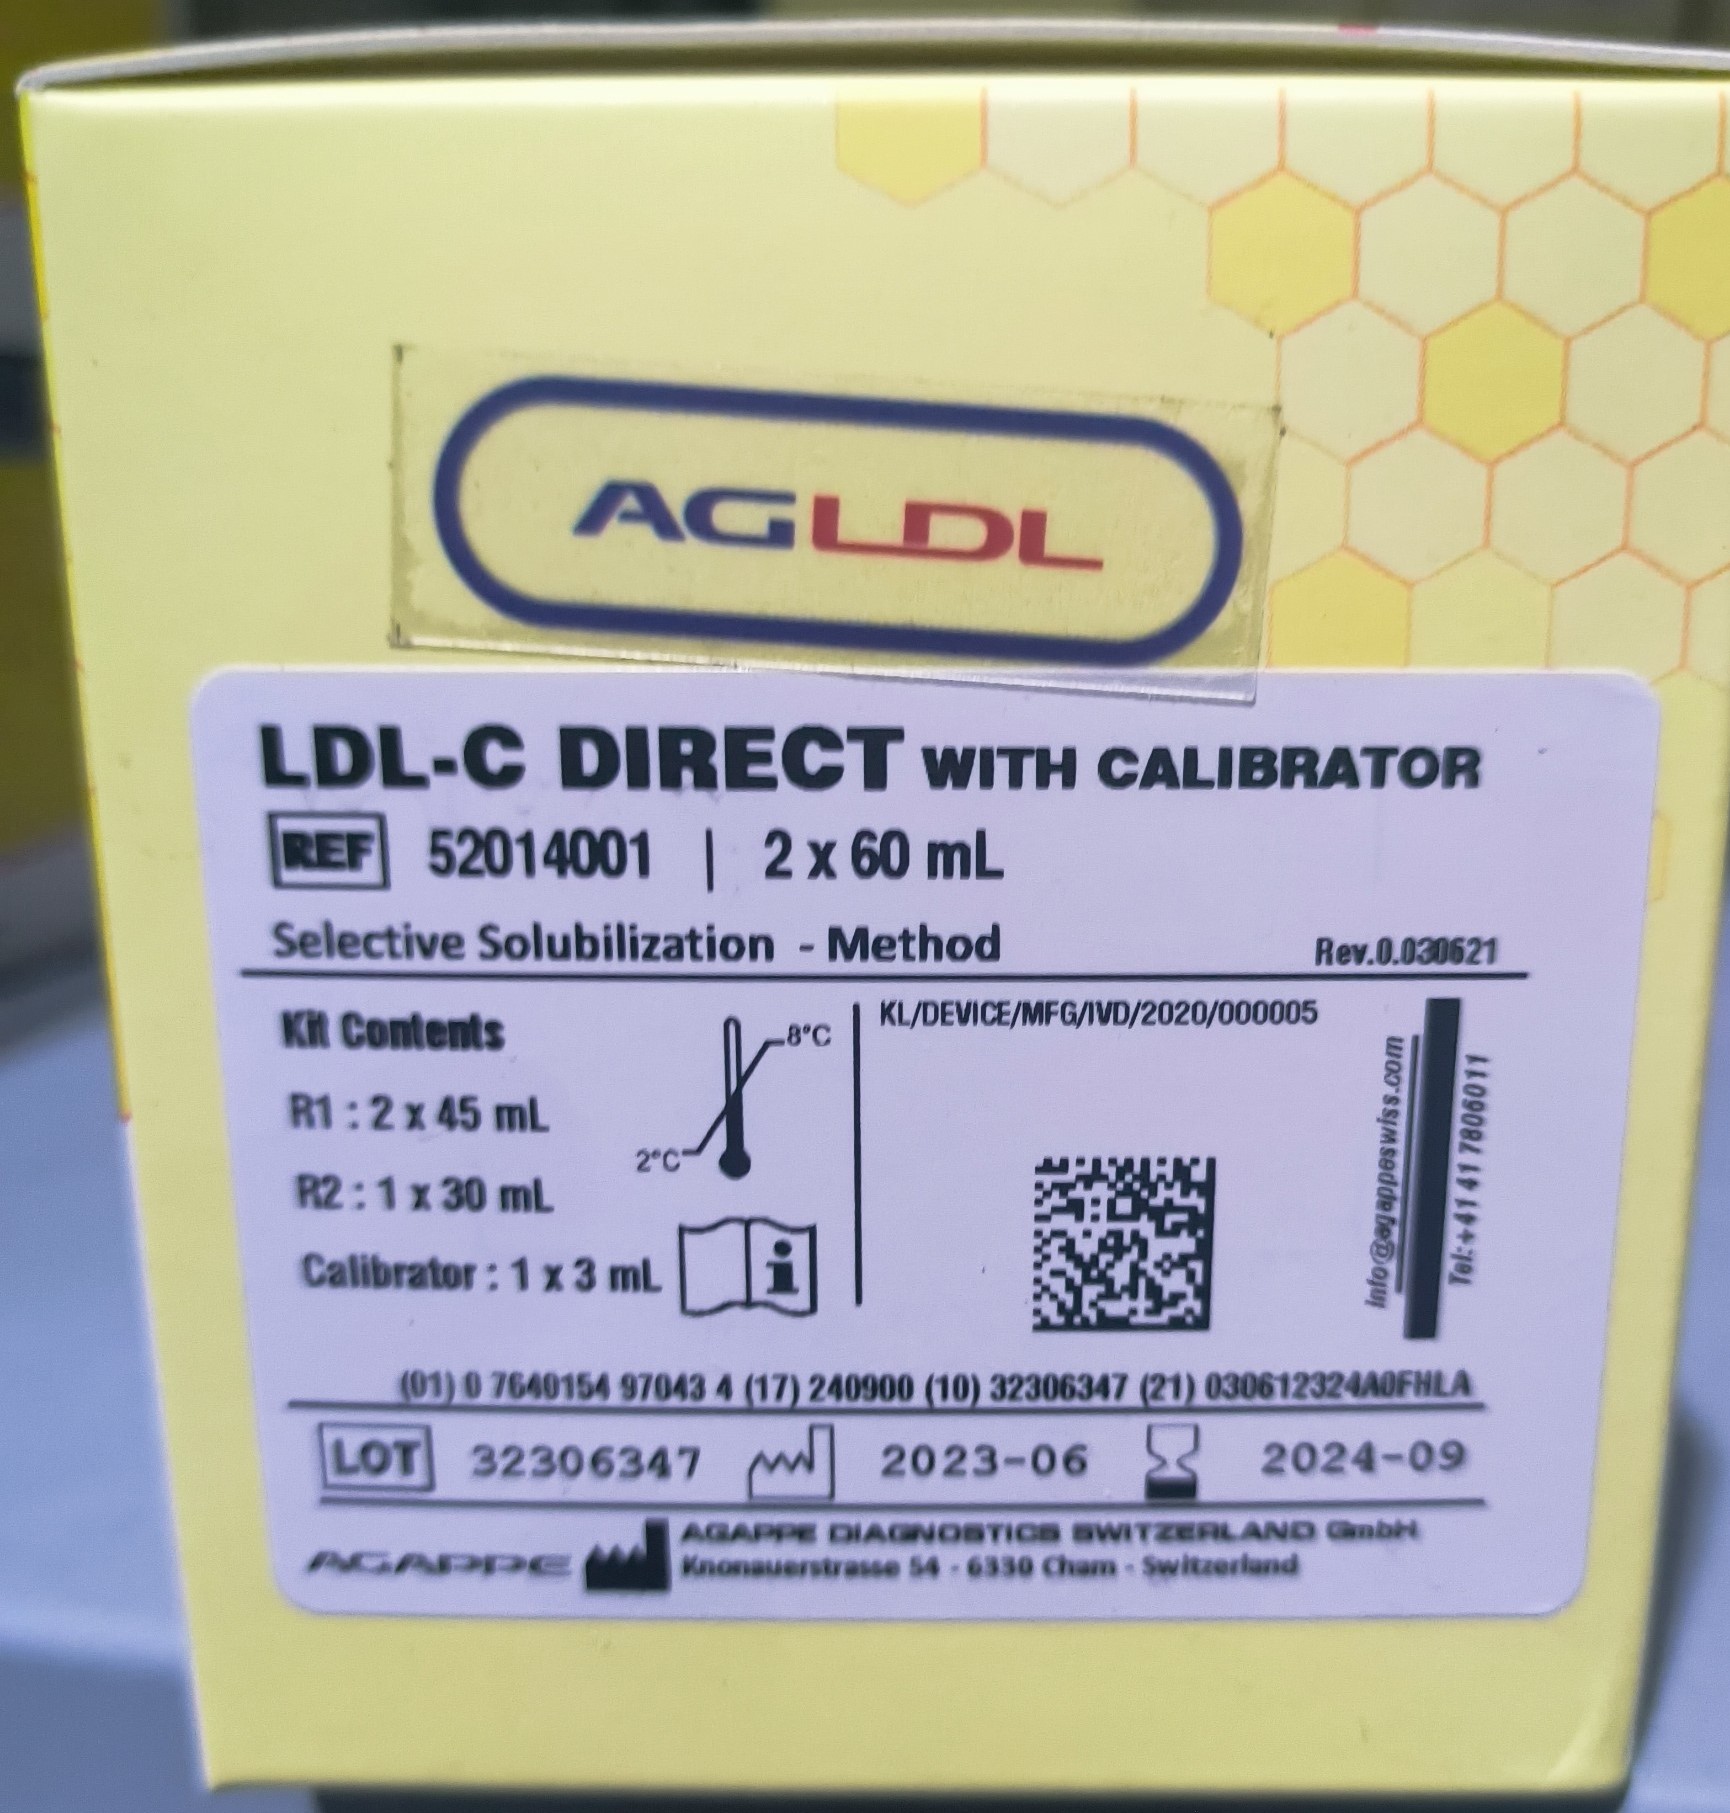 AGLDL
LDL-C DIRECT WITH CALIBRATOR
REF 52014001 | 2 x 60 mL
Selective Solubilization - Method Rev.0.030621
Kit Contents
R1 : 2 x 45 mL
R2 : 1 x 30 mL
Calibrator : 1 x 3 mL
8°C
2°C
i
KL/DEVICE/MFG/IVD/2020/000005
info@agappeswiss.com
Tel:+41 41 7806011
(01) 0 7640154 97043 4 (17) 240900 (10) 32306347 (21) 030612324A0FHLA
LOT 32306347 2023-06 2024-09
AGAPPE
AGAPPE DIAGNOSTICS SWITZERLAND GmbH
Knonauerstrasse 54 - 6330 Cham - Switzerland